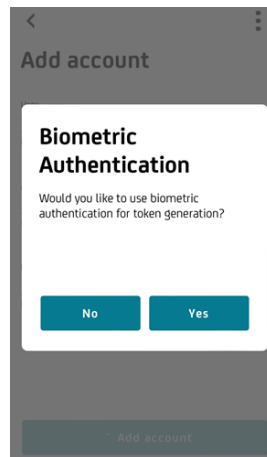 Add account
Biometric
Authentication
Would you like to use biometric
authentication for token generation?
No
Yes
Add account